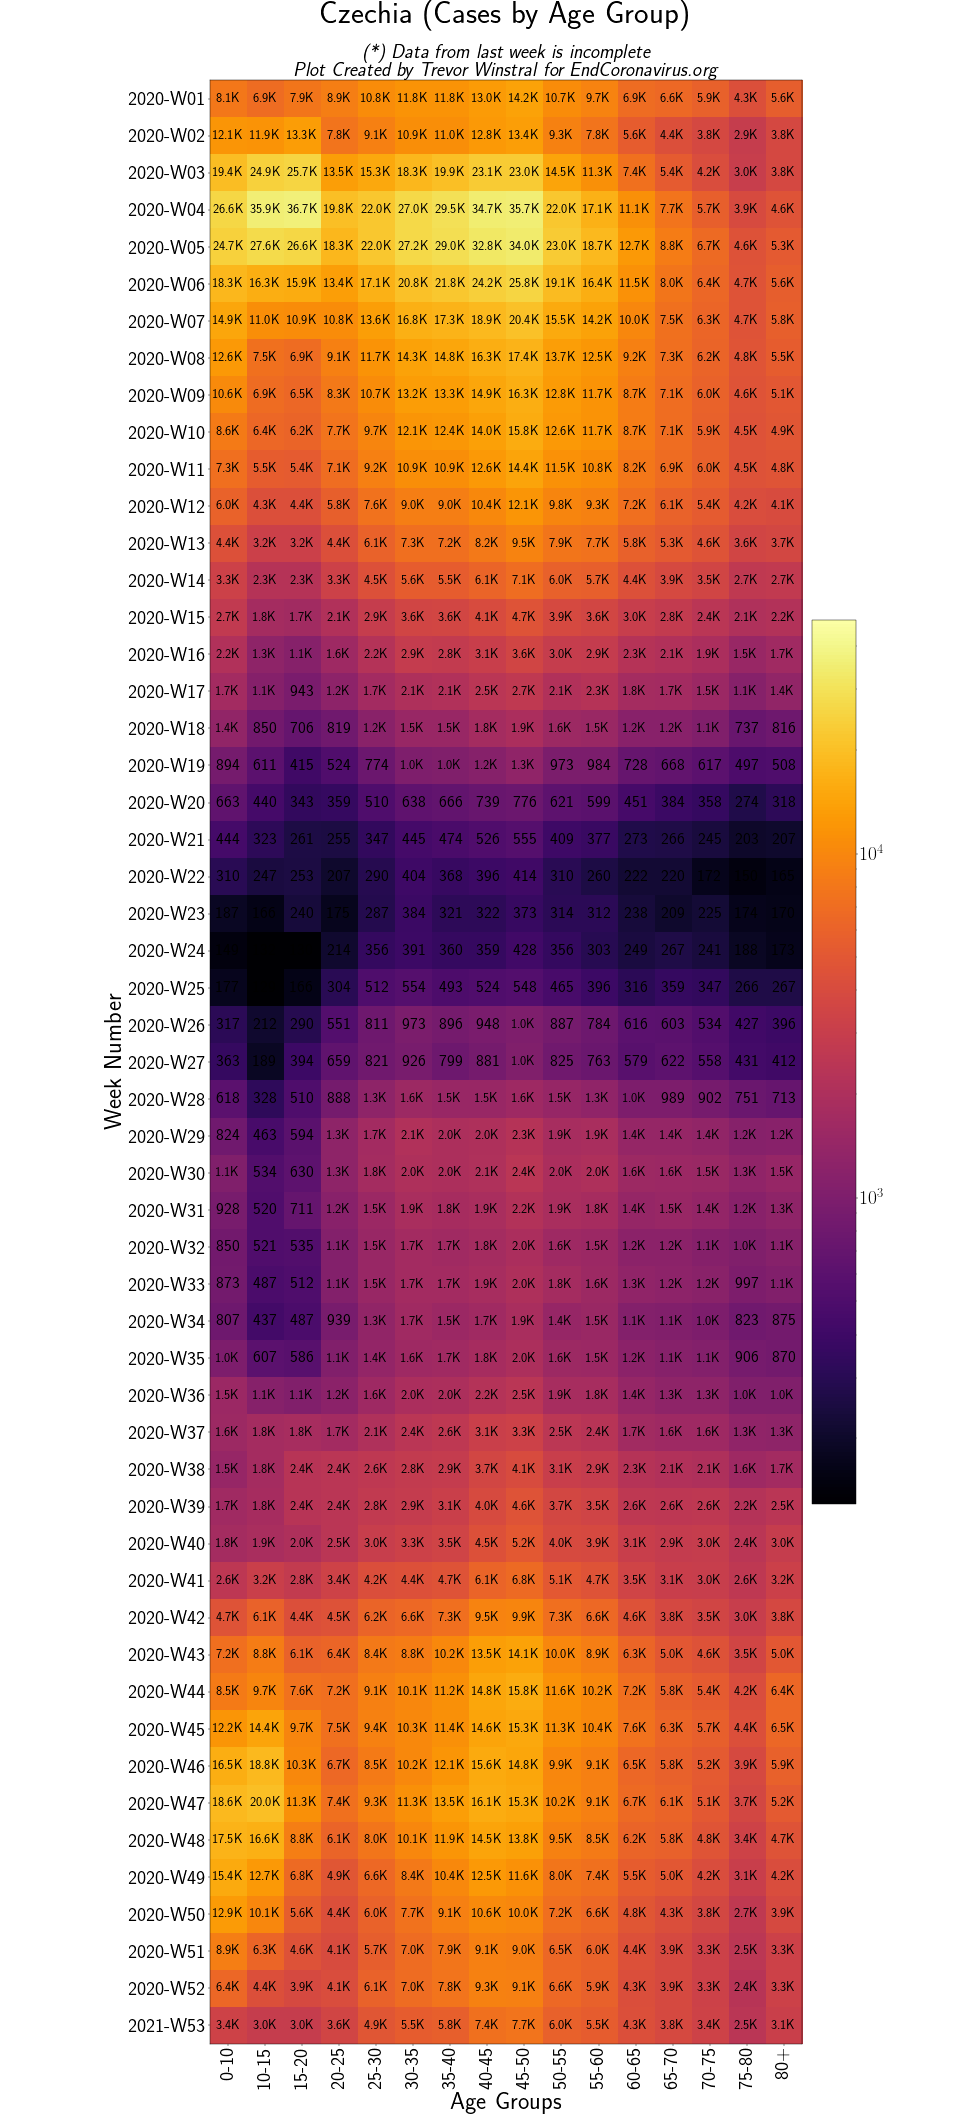 Czechia (Cases by Age Group)
(*) Data from last week is incomplete
Plot Created by Trevor Winstral for EndCoronavirus.org
2020-W01 8.1K 6.9K 7.9K 8.9K 10.8K 11.8K 11.8K 13.0K 14.2K 10.7K 9.7K 6.9K 6.6K 5.9K 4.3K 5.6K
2020-W02 12.1K 11.9K 13.3K 7.8K 9.1K 10.9K 11.0K 12.8K 13.4K 9.3K 7.8K 5.6K 4.4K 3.8K 2.9K 3.8K
2020-W03 19.4K 24.9K 25.7K 13.5K 15.3K 18.3K 19.9K 23.1K 23.0K 14.5K 11.3K 7.4K 5.4K 4.2K 3.0K 3.8K
2020-W04 26.6K 35.9K 36.7K 19.8K 22.0K 27.0K 29.5K 34.7K 35.7K 22.0K 17.1K 11.1K 7.7K 5.7K 3.9K 4.6K
2020-W05 24.7K 27.6K 26.6K 18.3K 22.0K 27.2K 29.0K 32.8K 34.0K 23.0K 18.7K 12.7K 8.8K 6.7K 4.6K 5.3K
2020-W06 18.3K 16.3K 15.9K 13.4K 17.1K 20.8K 21.8K 24.2K 25.8K 19.1K 16.4K 11.5K 8.0K 6.4K 4.7K 5.6K
2020-W07 14.9K 11.0K 10.9K 10.8K 13.6K 16.8K 17.3K 18.9K 20.4K 15.5K 14.2K 10.0K 7.5K 6.3K 4.7K 5.8K
2020-W08 12.6K 7.5K 6.9K 9.1K 11.7K 14.3K 14.8K 16.3K 17.4K 13.7K 12.5K 9.2K 7.3K 6.2K 4.8K 5.5K
2020-W09 10.6K 6.9K 6.5K 8.3K 10.7K 13.2K 13.3K 14.9K 16.3K 12.8K 11.7K 8.7K 7.1K 6.0K 4.6K 5.1K
2020-W10 8.6K 6.4K 6.2K 7.7K 9.7K 12.1K 12.4K 14.0K 15.8K 12.6K 11.7K 8.7K 7.1K 5.9K 4.5K 4.9K
2020-W11 7.3K 5.5K 5.4K 7.1K 9.2K 10.9K 10.9K 12.6K 14.4K 11.5K 10.8K 8.2K 6.9K 6.0K 4.5K 4.8K
2020-W12 6.0K 4.3K 4.4K 5.8K 7.6K 9.0K 9.0K 10.4K 12.1K 9.8K 9.3K 7.2K 6.1K 5.4K 4.2K 4.1K
2020-W13 4.4K 3.2K 3.2K 4.4K 6.1K 7.3K 7.2K 8.2K 9.5K 7.9K 7.7K 5.8K 5.3K 4.6K 3.6K 3.7K
2020-W14 3.3K 2.3K 2.3K 3.3K 4.5K 5.6K 5.5K 6.1K 7.1K 6.0K 5.7K 4.4K 3.9K 3.5K 2.7K 2.7K
2020-W15 2.7K 1.8K 1.7K 2.1K 2.9K 3.6K 3.6K 4.1K 4.7K 3.9K 3.6K 3.0K 2.8K 2.4K 2.1K 2.2K
2020-W16 2.2K 1.3K 1.1K 1.6K 2.2K 2.9K 2.8K 3.1K 3.6K 3.0K 2.9K 2.3K 2.1K 1.9K 1.5K 1.7K
2020-W17 1.7K 1.1K 943 1.2K 1.7K 2.1K 2.1K 2.5K 2.7K 2.1K 2.3K 1.8K 1.7K 1.5K 1.1K 1.4K
2020-W18 1.4K 850 706 819 1.2K 1.5K 1.5K 1.8K 1.9K 1.6K 1.5K 1.2K 1.2K 1.1K 737 816
2020-W19 894 611 415 524 774 1.0K 1.0K 1.2K 1.3K 973 984 728 668 617 497 508
2020-W20 663 440 343 359 510 638 666 739 776 621 599 451 384 358 274 318
2020-W21 444 323 261 255 347 445 474 526 555 409 377 273 266 245 203 207
2020-W22 310 247 253 207 290 404 368 396 414 310 260 222 220 172
2020-W23 187 240 175 287 384 321 322 373 314 312 238 209 225 174 170
2020-W24 214 356 391 360 359 428 356 303 249 267 241 188 173
2020-W25 177 304 512 554 493 524 548 465 396 316 359 347 266 267
2020-W26 317 212 290 551 811 973 896 948 1.0K 887 784 616 603 534 427 396
2020-W27 363 189 394 659 821 926 799 881 1.0K 825 763 579 622 558 431 412
2020-W28 618 328 510 888 1.3K 1.6K 1.5K 1.5K 1.6K 1.5K 1.3K 1.0K 989 902 751 713
2020-W29 824 463 594 1.3K 1.7K 2.1K 2.0K 2.0K 2.3K 1.9K 1.9K 1.4K 1.4K 1.4K 1.2K 1.2K
2020-W30 1.1K 534 630 1.3K 1.8K 2.0K 2.0K 2.1K 2.4K 2.0K 2.0K 1.6K 1.6K 1.5K 1.3K 1.5K
2020-W31 928 520 711 1.2K 1.5K 1.9K 1.8K 1.9K 2.2K 1.9K 1.8K 1.4K 1.5K 1.4K 1.2K 1.3K
2020-W32 850 521 535 1.1K 1.5K 1.7K 1.7K 1.8K 2.0K 1.6K 1.5K 1.2K 1.2K 1.1K 1.0K 1.1K
2020-W33 873 487 512 1.1K 1.5K 1.7K 1.7K 1.9K 2.0K 1.8K 1.6K 1.3K 1.2K 1.2K 997 1.1K
2020-W34 807 437 487 939 1.3K 1.7K 1.5K 1.7K 1.9K 1.4K 1.5K 1.1K 1.1K 1.0K 823 875
2020-W35 1.0K 607 586 1.1K 1.4K 1.6K 1.7K 1.8K 2.0K 1.6K 1.5K 1.2K 1.1K 1.1K 906 870
2020-W36 1.5K 1.1K 1.1K 1.2K 1.6K 2.0K 2.0K 2.2K 2.5K 1.9K 1.8K 1.4K 1.3K 1.3K 1.0K 1.0K
2020-W37 1.6K 1.8K 1.8K 1.7K 2.1K 2.4K 2.6K 3.1K 3.3K 2.5K 2.4K 1.7K 1.6K 1.6K 1.3K 1.3K
2020-W38 1.5K 1.8K 2.4K 2.4K 2.6K 2.8K 2.9K 3.7K 4.1K 3.1K 2.9K 2.3K 2.1K 2.1K 1.6K 1.7K
2020-W39 1.7K 1.8K 2.4K 2.4K 2.8K 2.9K 3.1K 4.0K 4.6K 3.7K 3.5K 2.6K 2.6K 2.6K 2.2K 2.5K
2020-W40 1.8K 1.9K 2.0K 2.5K 3.0K 3.3K 3.5K 4.5K 5.2K 4.0K 3.9K 3.1K 2.9K 3.0K 2.4K 3.0K
2020-W41 2.6K 3.2K 2.8K 3.4K 4.2K 4.4K 4.7K 6.1K 6.8K 5.1K 4.7K 3.5K 3.1K 3.0K 2.6K 3.2K
2020-W42 4.7K 6.1K 4.4K 4.5K 6.2K 6.6K 7.3K 9.5K 9.9K 7.3K 6.6K 4.6K 3.8K 3.5K 3.0K 3.8K
2020-W43 7.2K 8.8K 6.1K 6.4K 8.4K 8.8K 10.2K 13.5K 14.1K 10.0K 8.9K 6.3K 5.0K 4.6K 3.5K 5.0K
2020-W44 8.5K 9.7K 7.6K 7.2K 9.1K 10.1K 11.2K 14.8K 15.8K 11.6K 10.2K 7.2K 5.8K 5.4K 4.2K 6.4K
2020-W45 12.2K 14.4K 9.7K 7.5K 9.4K 10.3K 11.4K 14.6K 15.3K 11.3K 10.4K 7.6K 6.3K 5.7K 4.4K 6.5K
2020-W46 16.5K 18.8K 10.3K 6.7K 8.5K 10.2K 12.1K 15.6K 14.8K 9.9K 9.1K 6.5K 5.8K 5.2K 3.9K 5.9K
2020-W47 18.6K 20.0K 11.3K 7.4K 9.3K 11.3K 13.5K 16.1K 15.3K 10.2K 9.1K 6.7K 6.1K 5.1K 3.7K 5.2K
2020-W48 17.5K 16.6K 8.8K 6.1K 8.0K 10.1K 11.9K 14.5K 13.8K 9.5K 8.5K 6.2K 5.8K 4.8K 3.4K 4.7K
2020-W49 15.4K 12.7K 6.8K 4.9K 6.6K 8.4K 10.4K 12.5K 11.6K 8.0K 7.4K 5.5K 5.0K 4.2K 3.1K 4.2K
2020-W50 12.9K 10.1K 5.6K 4.4K 6.0K 7.7K 9.1K 10.6K 10.0K 7.2K 6.6K 4.8K 4.3K 3.8K 2.7K 3.9K
2020-W51 8.9K 6.3K 4.6K 4.1K 5.7K 7.0K 7.9K 9.1K 9.0K 6.5K 6.0K 4.4K 3.9K 3.3K 2.5K 3.3K
2020-W52 6.4K 4.4K 3.9K 4.1K 6.1K 7.0K 7.8K 9.3K 9.1K 6.6K 5.9K 4.3K 3.9K 3.3K 2.4K 3.3K
2021-W53 3.4K 3.0K 3.0K 3.6K 4.9K 5.5K 5.8K 7.4K 7.7K 6.0K 5.5K 4.3K 3.8K 3.4K 2.5K 3.1K
0-10 10-15 15-20 20-25 25-30 30-35 35-40 40-45 45-50 50-55 55-60 60-65 65-70 70-75 75-80 80+
Age Groups
Week Number
10^4
10^3